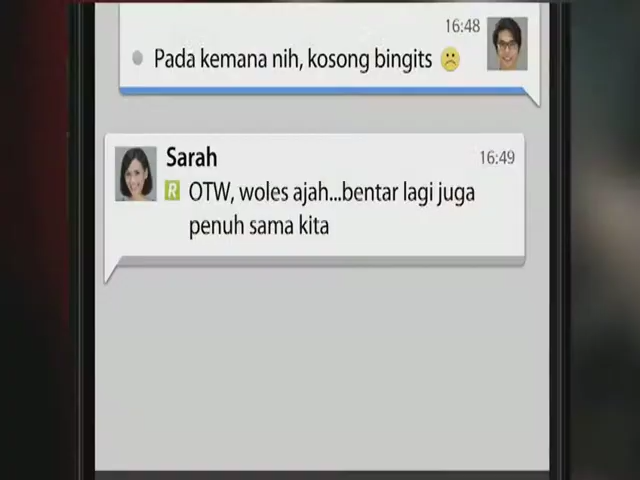 16:48
Pada kemana nih, kosong bingits ☹
Sarah 16:49
R OTW, woles ajah...bentar lagi juga
penuh sama kita